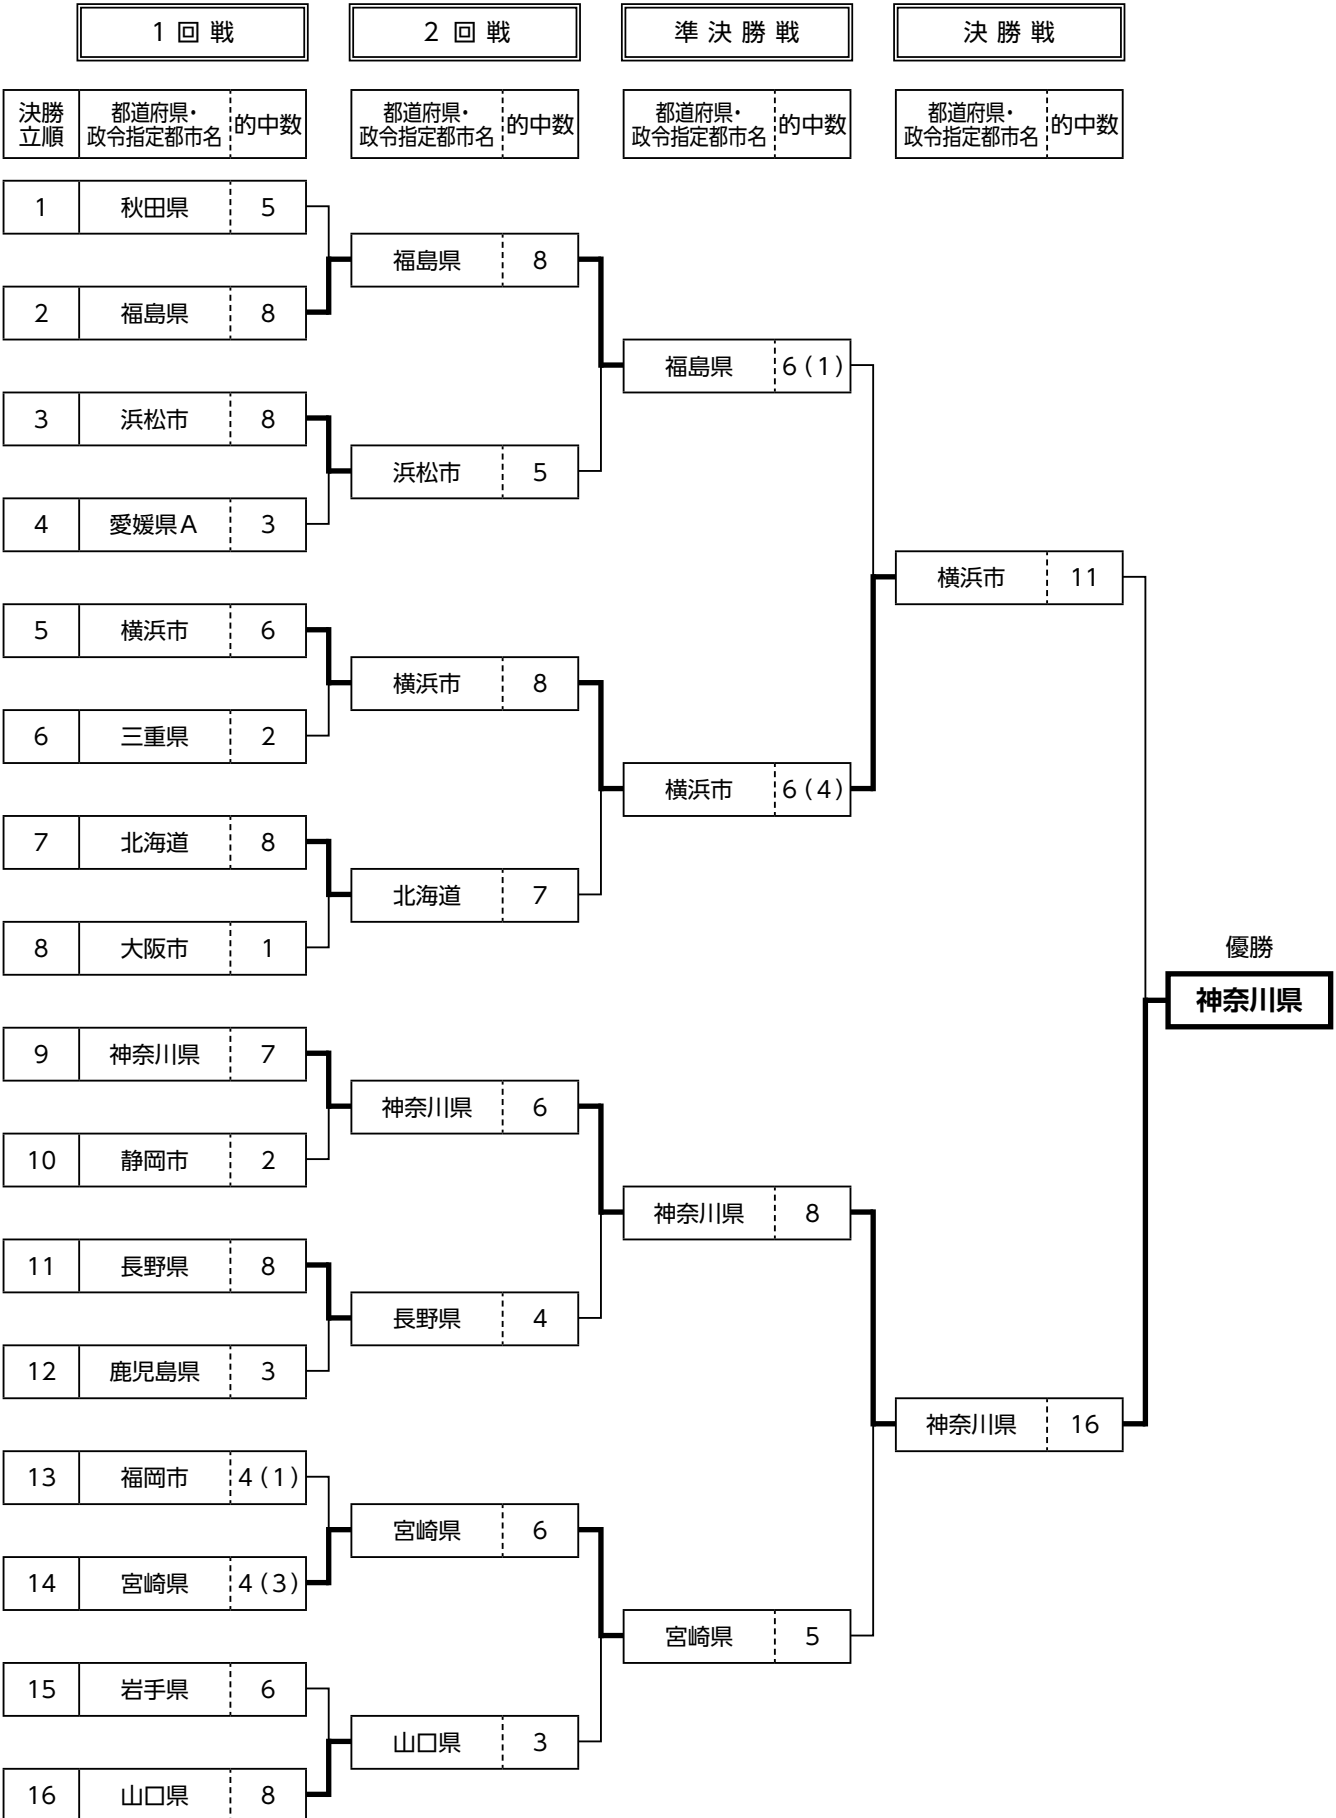 1 回 戦
2 回 戦
準 決 勝 戦
決 勝 戦
決勝
立順
都道府県・
政令指定都市名
的中数
都道府県・
政令指定都市名
的中数
都道府県・
政令指定都市名
的中数
都道府県・
政令指定都市名
的中数
1 秋田県 5
福島県 8
2 福島県 8
福島県 6(1)
3 浜松市 8
浜松市 5
4 愛媛県A 3
横浜市 11
5 横浜市 6
横浜市 8
6 三重県 2
横浜市 6(4)
7 北海道 8
北海道 7
8 大阪市 1
優勝
神奈川県
9 神奈川県 7
神奈川県 6
10 静岡市 2
神奈川県 8
11 長野県 8
長野県 4
12 鹿児島県 3
神奈川県 16
13 福岡市 4(1)
宮崎県 6
14 宮崎県 4(3)
宮崎県 5
15 岩手県 6
山口県 3
16 山口県 8